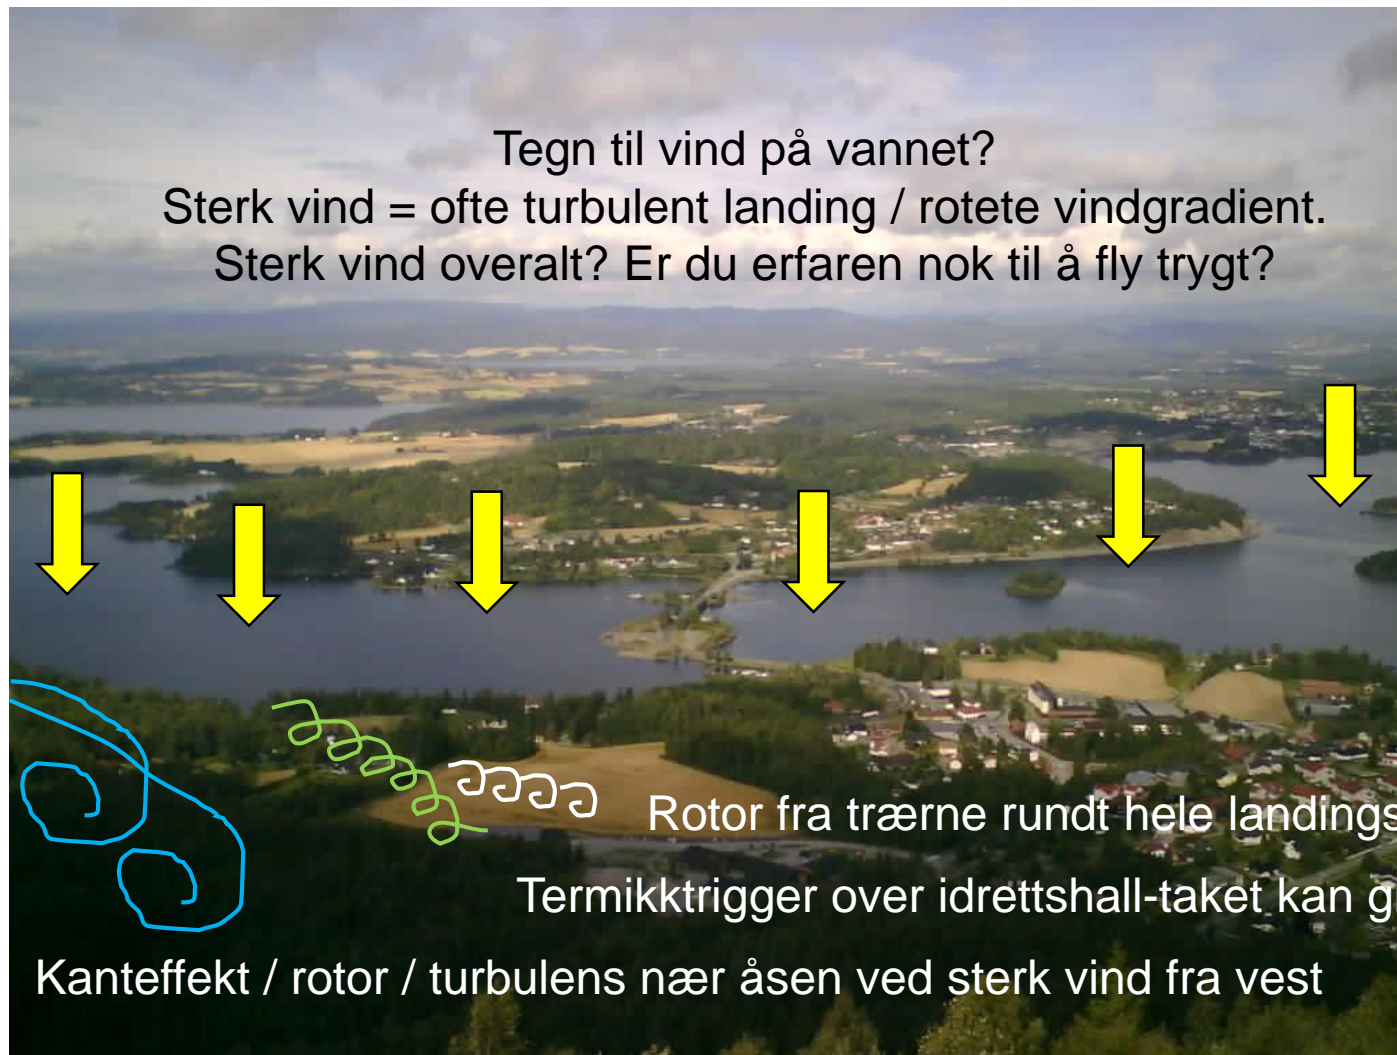 Tegn til vind på vannet?
Sterk vind = ofte turbulent landing / rotete vindgradient.
Sterk vind overalt? Er du erfaren nok til å fly trygt?
Rotor fra trærne rundt hele landings
Termikktrigger over idrettshall-taket kan g
Kanteffekt / rotor / turbulens nær åsen ved sterk vind fra vest